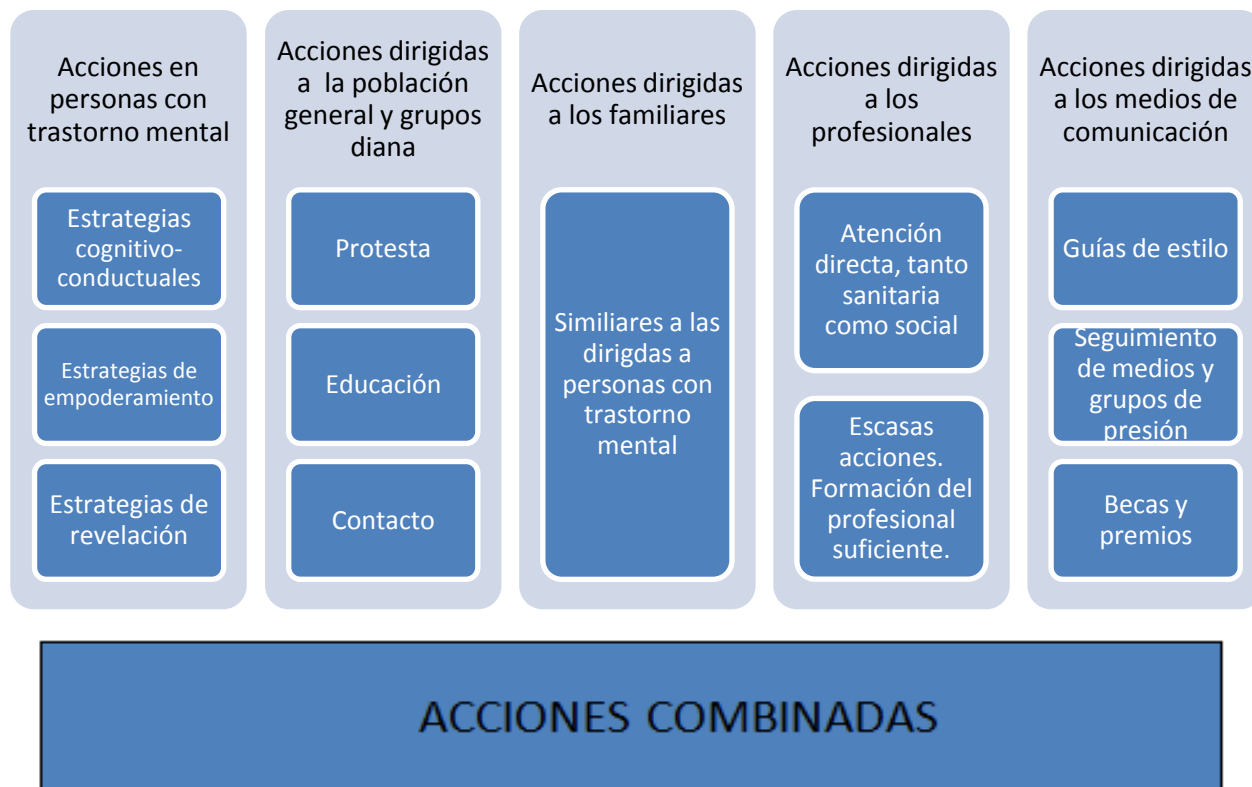 Acciones en
personas con
trastorno mental
Estrategias
cognitivo-
conductuales
Estrategias de
empoderamiento
Estrategias de
revelación
Acciones dirigidas
a la población
general y grupos
diana
Protesta
Educación
Contacto
Acciones dirigidas
a los familiares
Similiares a las
dirigdas a
personas con
trastorno
mental
Acciones dirigidas
a los
profesionales
Atención
directa, tanto
sanitaria
como social
Escasas
acciones.
Formación del
profesional
suficiente.
Acciones dirigidas
a los medios de
comunicación
Guías de estilo
Seguimiento
de medios y
grupos de
presión
Becas y
premios
ACCIONES COMBINADAS